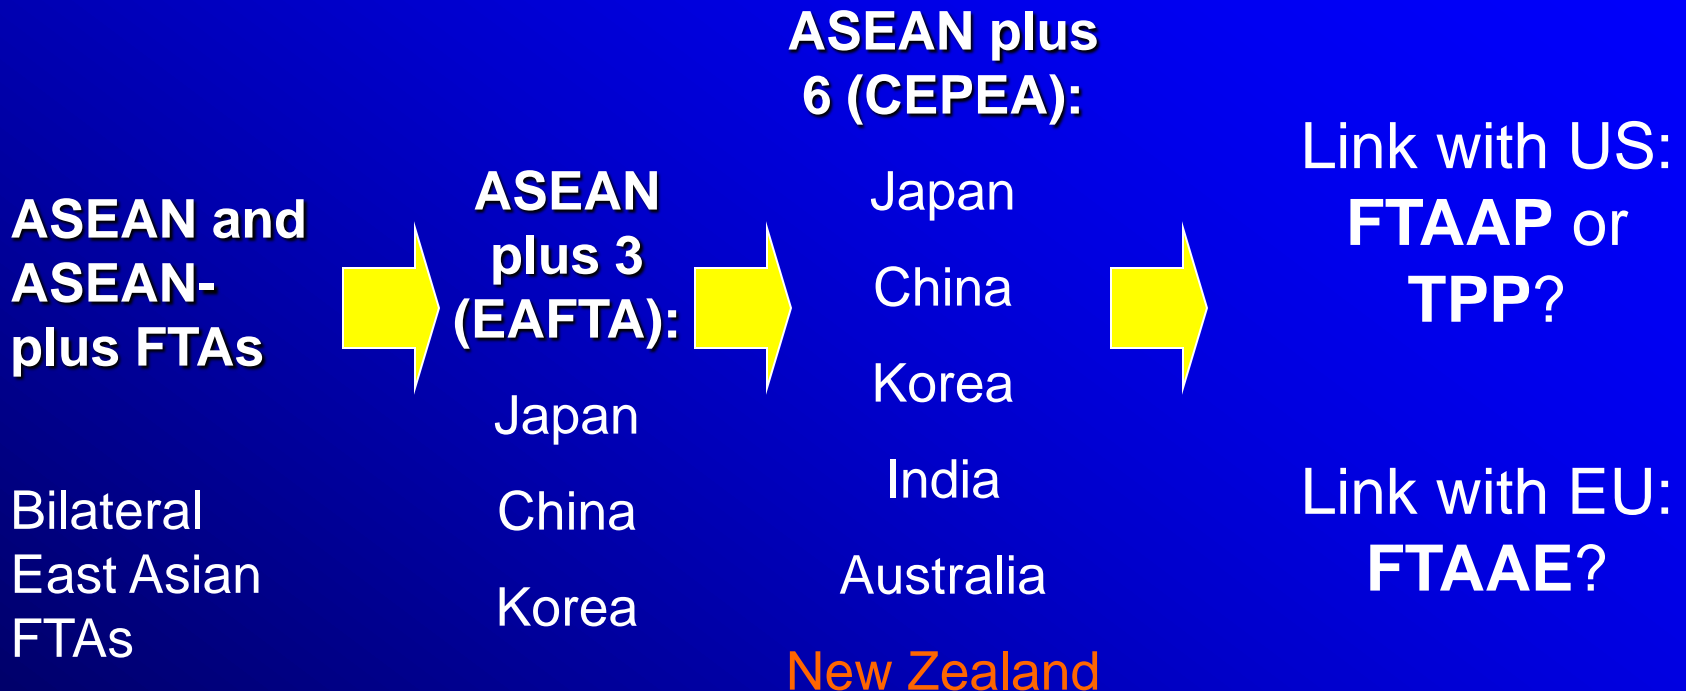 ASEAN and
ASEAN-
plus FTAs
Bilateral
East Asian
FTAs
ASEAN
plus 3
(EAFTA):
Japan
China
Korea
ASEAN plus
6 (CEPEA):
Japan
China
Korea
India
Australia
New Zealand
Link with US:
FTAAP or
TPP?
Link with EU:
FTAAE?